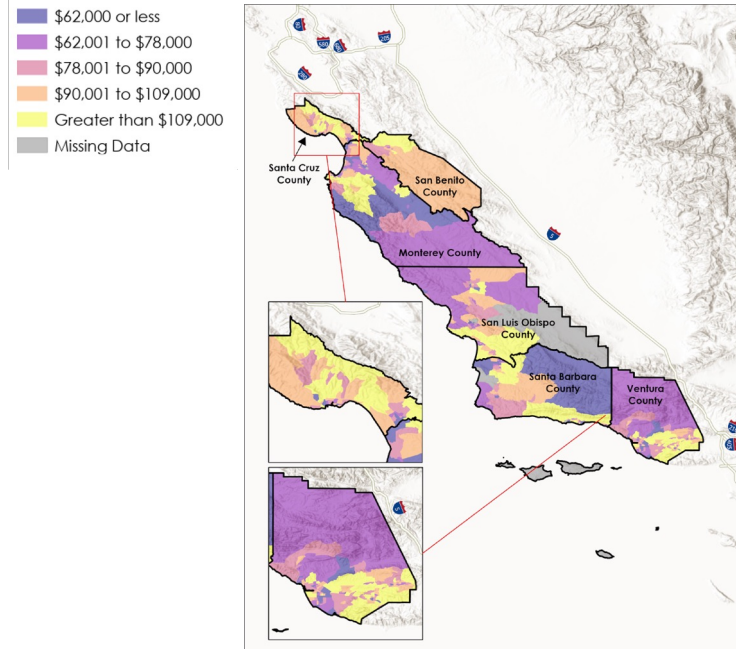 $62,000 or less
$62,001 to $78,000
$78,001 to $90,000
$90,001 to $109,000
Greater than $109,000
Missing Data
Santa Cruz
County
San Benito
County
Monterey County
San Luis Obispo
County
Santa Barbara
County
Ventura
County
5
5